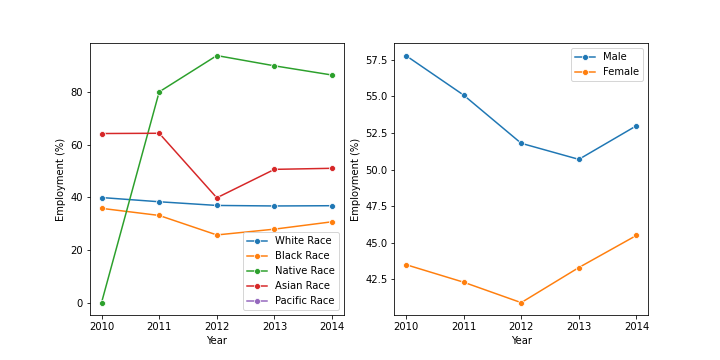 Employment (%)
80
60
40
20
0
2010 2011 2012 2013 2014
Year
White Race
Black Race
Native Race
Asian Race
Pacific Race
Employment (%)
57.5
55.0
52.5
50.0
47.5
45.0
42.5
2010 2011 2012 2013 2014
Year
Male
Female